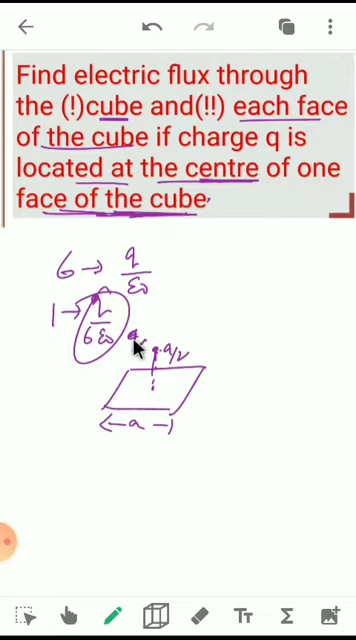 Find electric flux through
the (!)cube and(!!) each face
of the cube if charge q is
located at the centre of one
face of the cube
6 → q/ε0
1 → q/6ε0
q a/2
←a→
Tт Σ